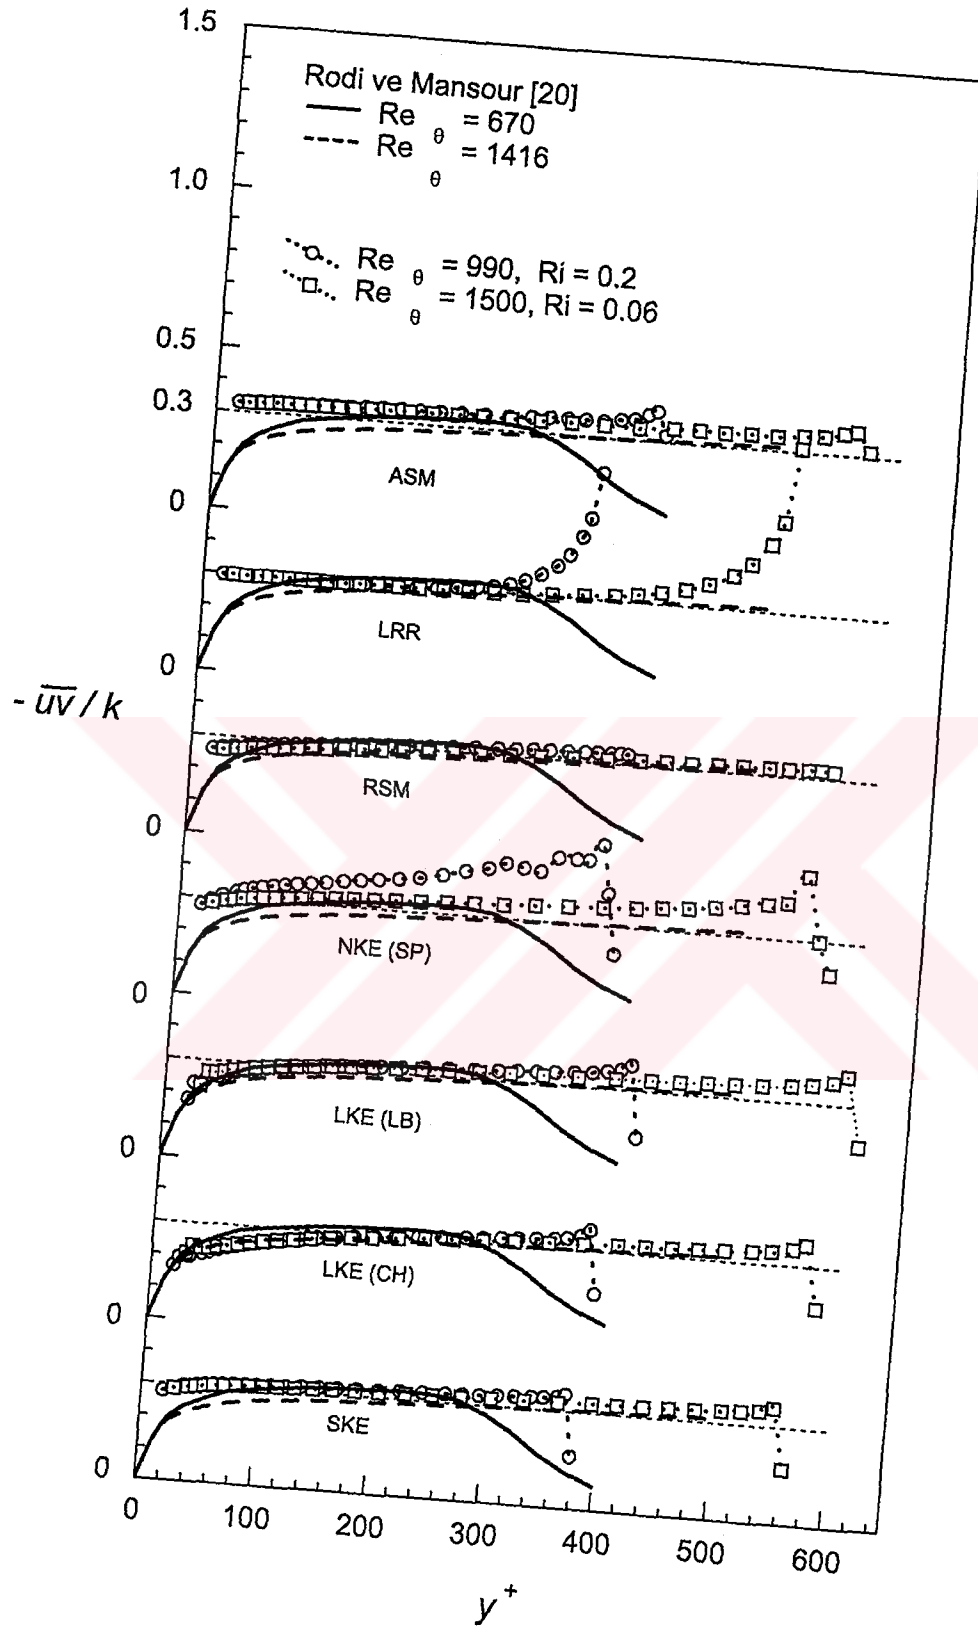 1.5
Rodi ve Mansour [20]
Re θ = 670
Re θ = 1416
1.0
Re θ = 990, Ri = 0.2
Re θ = 1500, Ri = 0.06
0.5
0.3
ASM
0
LRR
0
- uv / k
RSM
0
NKE (SP)
0
LKE (LB)
0
LKE (CH)
0
SKE
0
0 100 200 300 400 500 600
y +